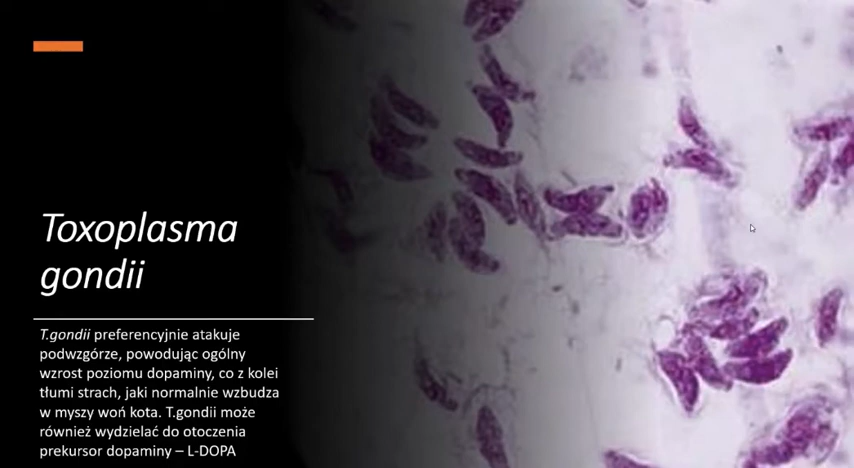 Toxoplasma
gondii
T.gondii preferencyjnie atakuje
podwzgórze, powodując ogólny
wzrost poziomu dopaminy, co z kolei
tłumi strach, jaki normalnie wzbudza
w myszy woń kota. T.gondii może
również wydzielać do otoczenia
prekursor dopaminy – L-DOPA